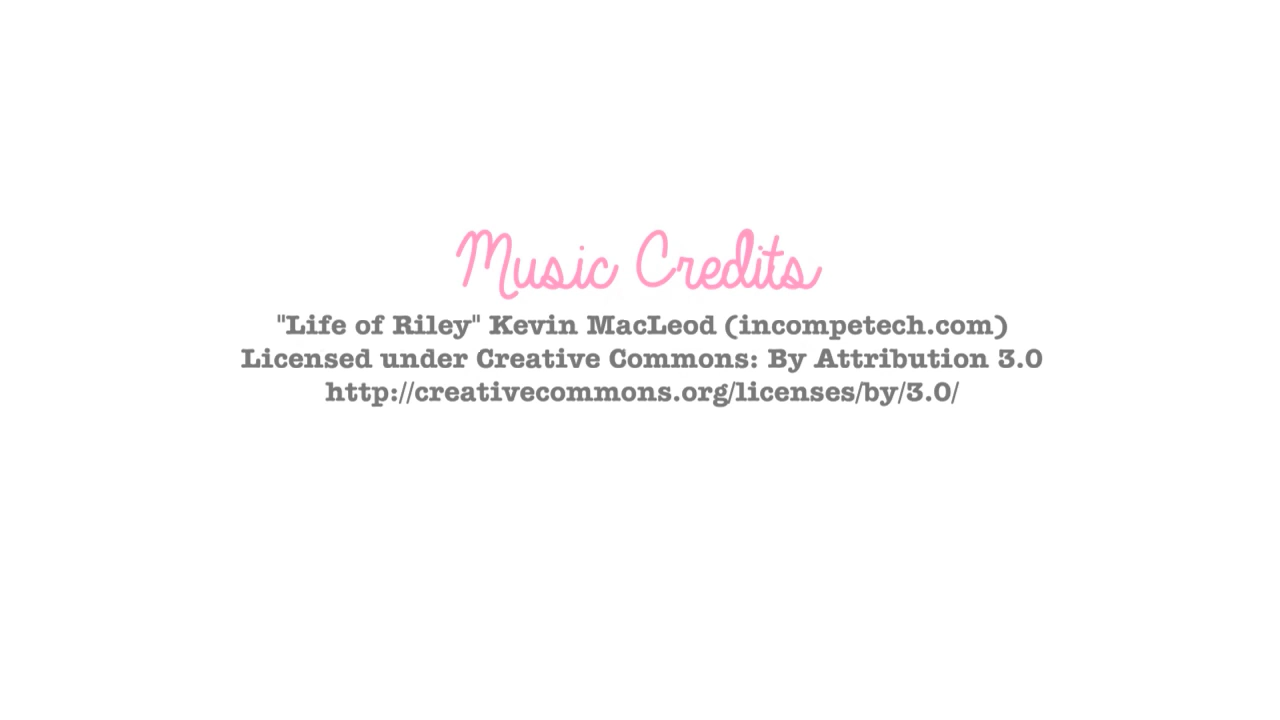 Music Credits
"Life of Riley" Kevin MacLeod (incompetech.com)
Licensed under Creative Commons: By Attribution 3.0
http://creativecommons.org/licenses/by/3.0/